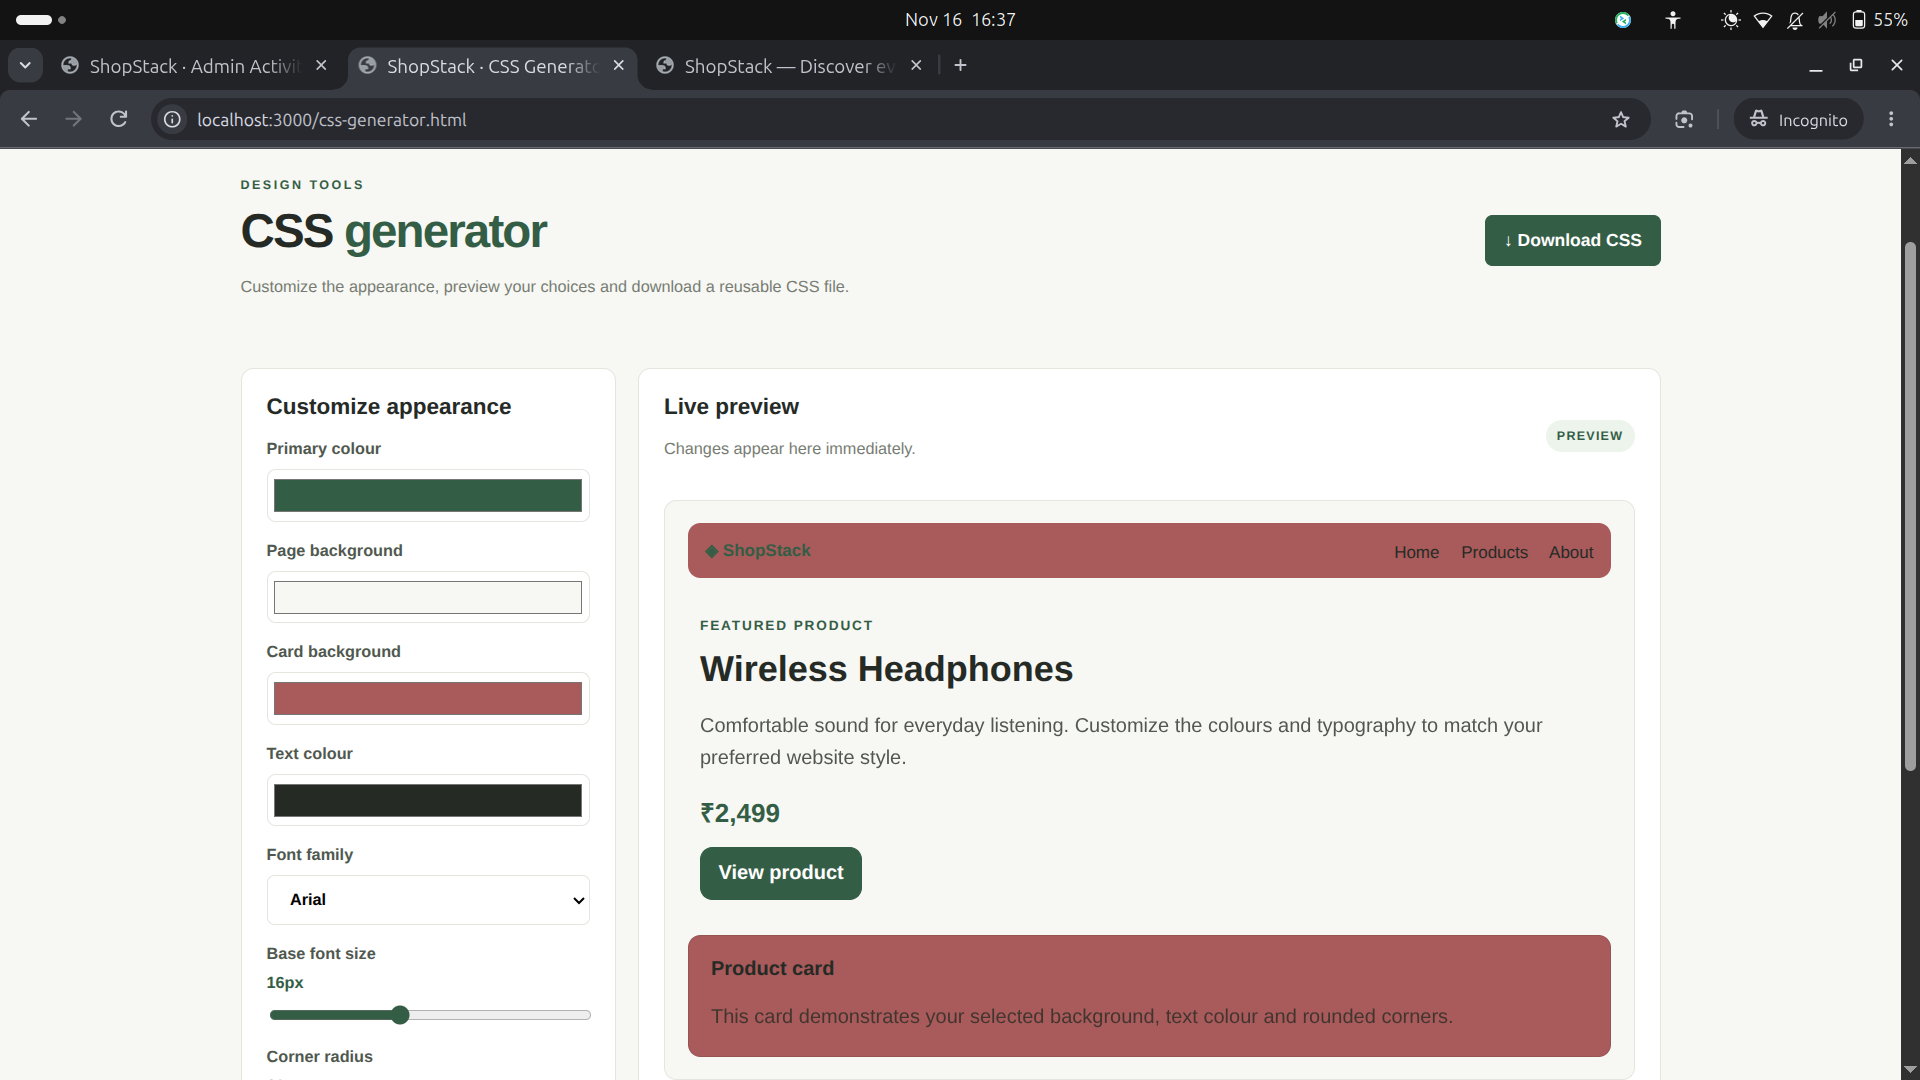 Nov 16 16:37
55%
ShopStack · Admin Activi
ShopStack · CSS Generato
ShopStack — Discover ev
localhost:3000/css-generator.html
Incognito
DESIGN TOOLS
CSS generator
↓ Download CSS
Customize the appearance, preview your choices and download a reusable CSS file.
Customize appearance
Primary colour
Page background
Card background
Text colour
Font family
Arial
Base font size
16px
Corner radius
Live preview
Changes appear here immediately.
PREVIEW
◆ ShopStack
Home Products About
FEATURED PRODUCT
Wireless Headphones
Comfortable sound for everyday listening. Customize the colours and typography to match your
preferred website style.
₹2,499
View product
Product card
This card demonstrates your selected background, text colour and rounded corners.